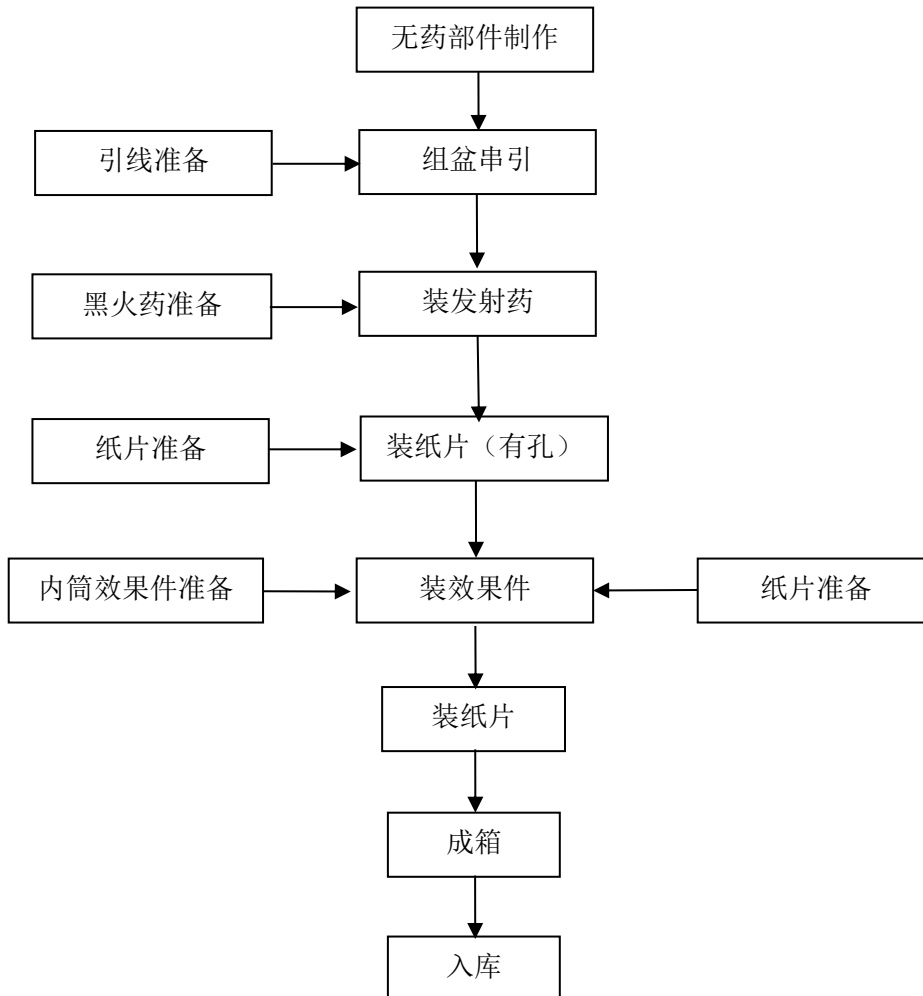 无药部件制作
引线准备
组盆串引
黑火药准备
装发射药
纸片准备
装纸片（有孔）
内筒效果件准备
装效果件
纸片准备
装纸片
成箱
入库